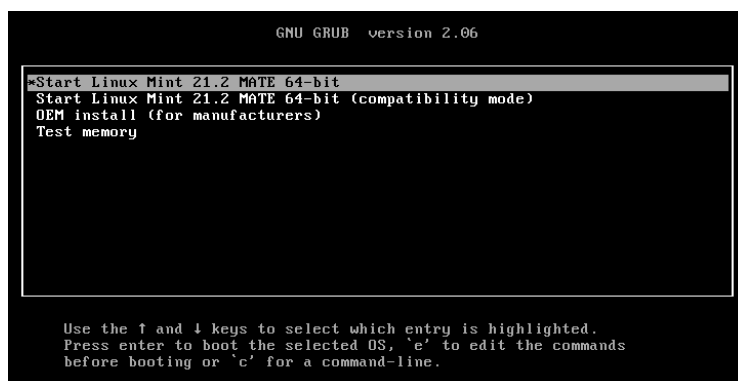 GNU GRUB  version 2.06
*Start Linux Mint 21.2 MATE 64-bit
Start Linux Mint 21.2 MATE 64-bit (compatibility mode)
OEM install (for manufacturers)
Test memory
Use the ↑ and ↓ keys to select which entry is highlighted.
Press enter to boot the selected OS, `e' to edit the commands
before booting or `c' for a command-line.